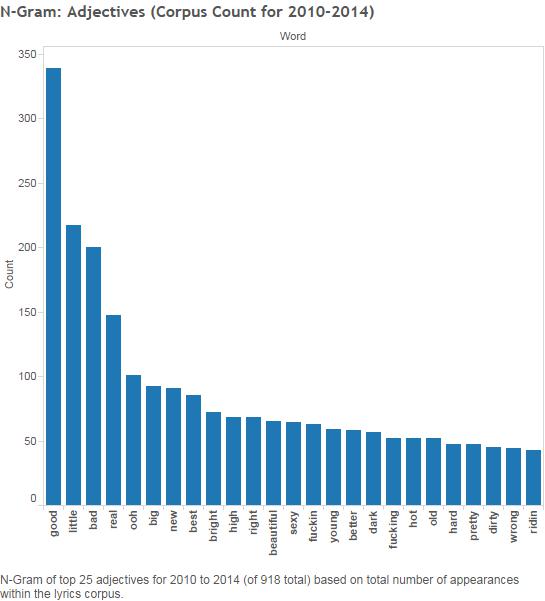 N-Gram: Adjectives (Corpus Count for 2010-2014)
Word
350
300
250
200
150
100
50
0
Count
good
little
bad
real
ooh
big
new
best
bright
high
right
beautiful
sexy
fuckin
young
better
dark
fucking
hot
old
hard
pretty
dirty
wrong
ridin
N-Gram of top 25 adjectives for 2010 to 2014 (of 918 total) based on total number of appearances
within the lyrics corpus.